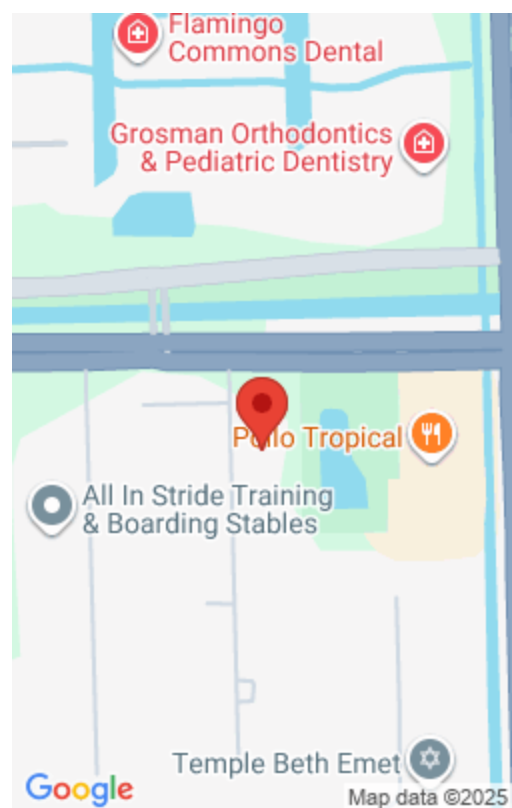 Flamingo
Commons Dental
Grosman Orthodontics
& Pediatric Dentistry
Pollo Tropical
All In Stride Training
& Boarding Stables
Temple Beth Emet
Google
Map data ©2025